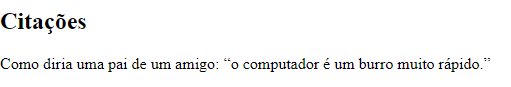 Citações
Como diria uma pai de um amigo: “o computador é um burro muito rápido.”